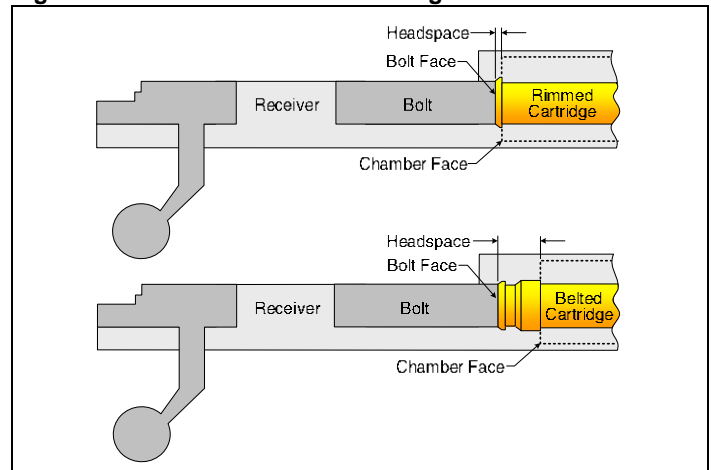 Headspace
Bolt Face
Receiver
Bolt
Rimmed
Cartridge
Chamber Face
Headspace
Bolt Face
Receiver
Bolt
Belted
Cartridge
Chamber Face